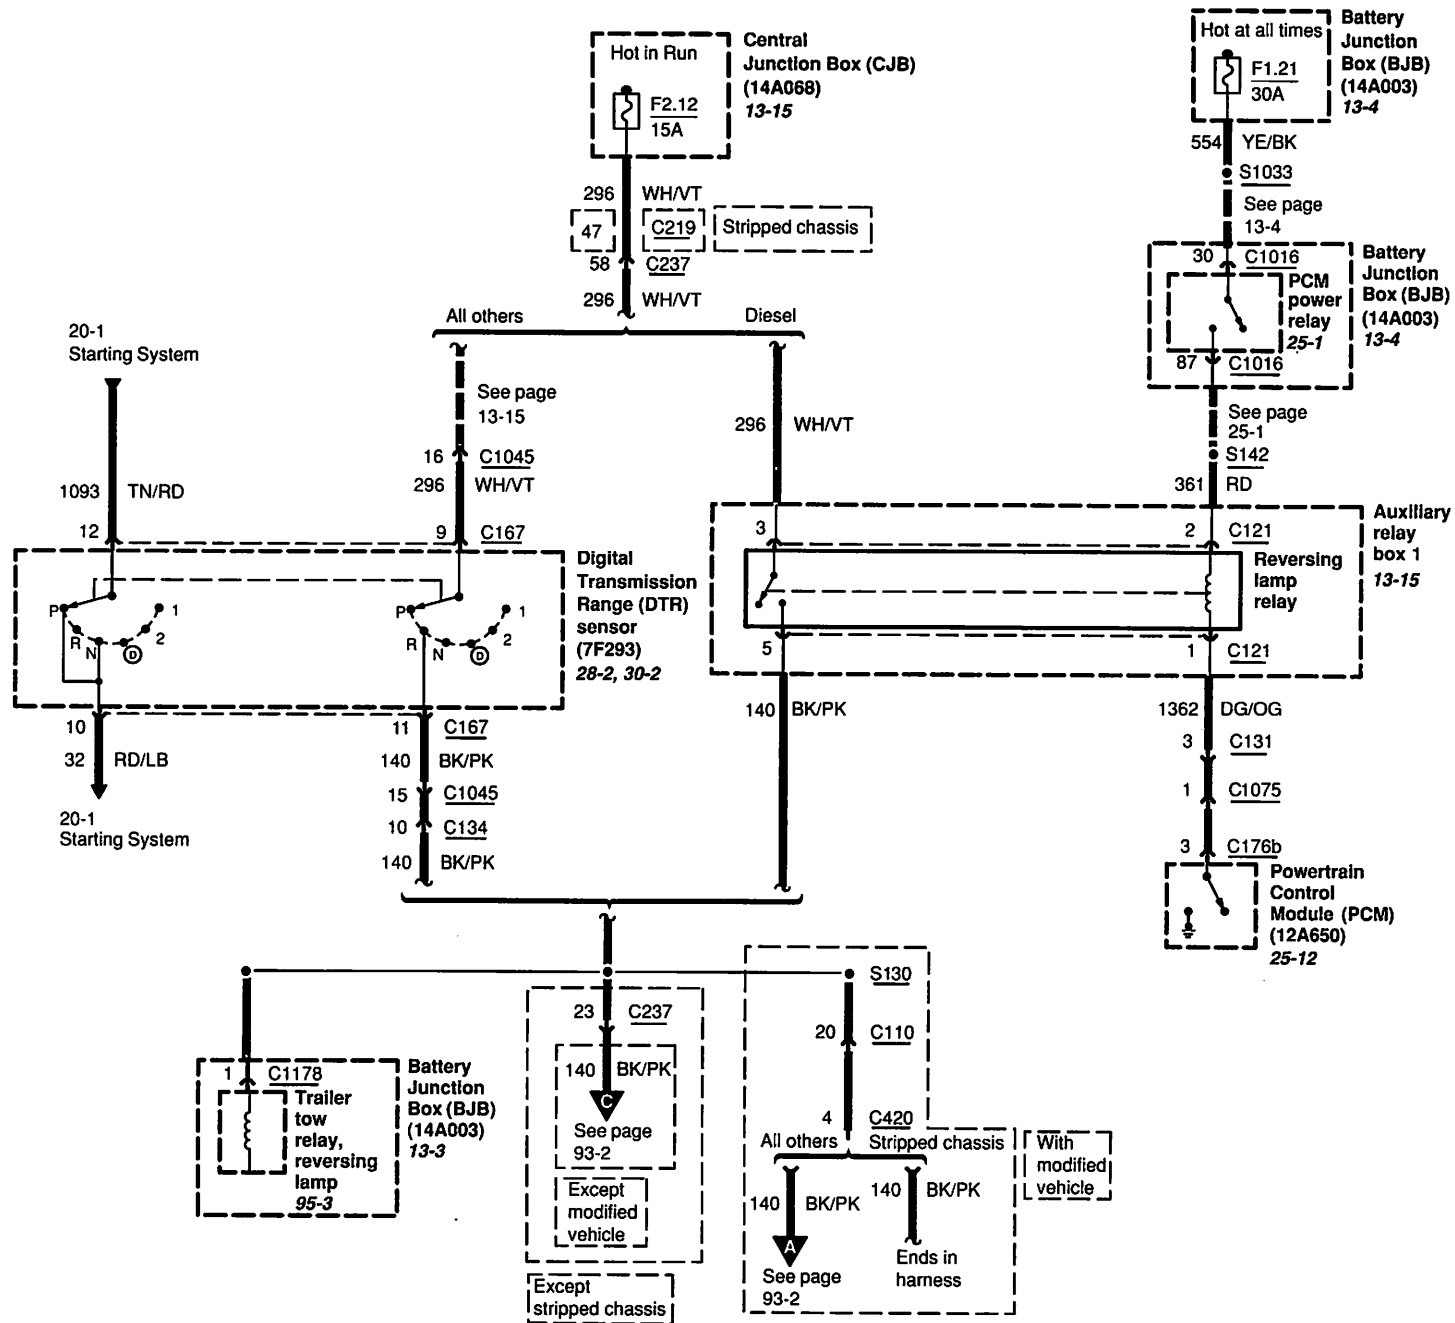 Hot in Run
F2.12
15A
Central
Junction Box (CJB)
(14A068)
13-15
Hot at all times
F1.21
30A
Battery
Junction
Box (BJB)
(14A003)
13-4
554 YE/BK
S1033
See page
13-4
296 WH/VT
47 C219 Stripped chassis
58 C237
296 WH/VT
30 C1016
PCM
power
relay
25-1
87 C1016
Battery
Junction
Box (BJB)
(14A003)
13-4
All others Diesel
20-1
Starting System
See page
13-15
16 C1045
296 WH/VT
296 WH/VT
See page
25-1
S142
361 RD
1093 TN/RD
12 9 C167
3 2 C121
Auxiliary
relay
box 1
13-15
Reversing
lamp
relay
Digital
Transmission
Range (DTR)
sensor
(7F293)
28-2, 30-2
P R N D 2 1
P R N D 2 1
5 1 C121
10 11 C167
32 RD/LB
140 BK/PK
140 BK/PK
1362 DG/OG
3 C131
20-1
Starting System
15 C1045
10 C134
140 BK/PK
1 C1075
3 C176b
Powertrain
Control
Module (PCM)
(12A650)
25-12
S130
23 C237
20 C110
1 C1178
Trailer
tow
relay,
reversing
lamp
95-3
Battery
Junction
Box (BJB)
(14A003)
13-3
140 BK/PK
C
See page
93-2
Except
modified
vehicle
Except
stripped chassis
4 C420
All others Stripped chassis
140 BK/PK
140 BK/PK
A
See page
93-2
Ends in
harness
With
modified
vehicle